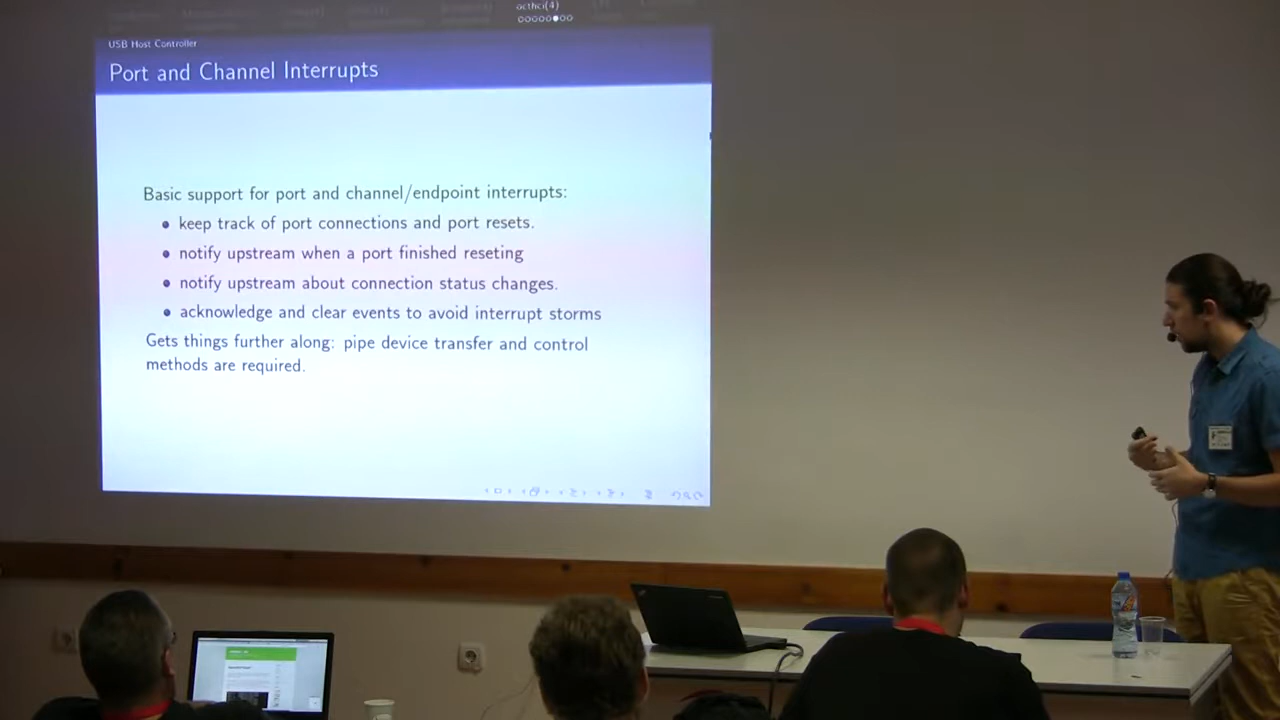 octhci(4)
USB Host Controller
Port and Channel Interrupts
Basic support for port and channel/endpoint interrupts:
keep track of port connections and port resets.
notify upstream when a port finished reseting
notify upstream about connection status changes.
acknowledge and clear events to avoid interrupt storms
Gets things further along: pipe device transfer and control
methods are required.